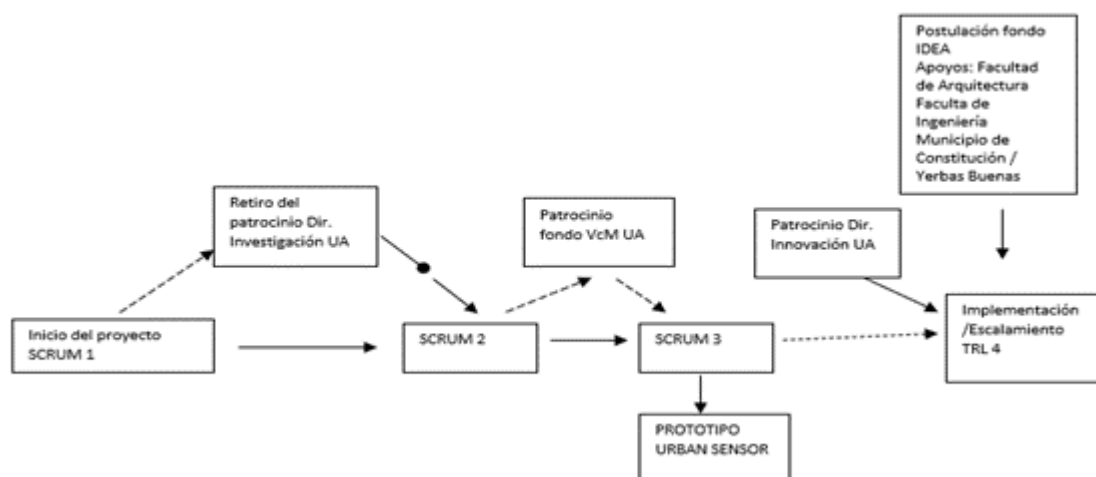 Postulación fondo
IDEA
Apoyos: Facultad
de Arquitectura
Faculta de
Ingeniería
Municipio de
Constitución /
Yerbas Buenas
Retiro del
patrocinio Dir.
Investigación UA
Patrocinio
fondo VcM UA
Patrocinio Dir.
Innovación UA
Inicio del proyecto
SCRUM 1
SCRUM 2
SCRUM 3
Implementación
/Escalamiento
TRL 4
PROTOTIPO
URBAN SENSOR